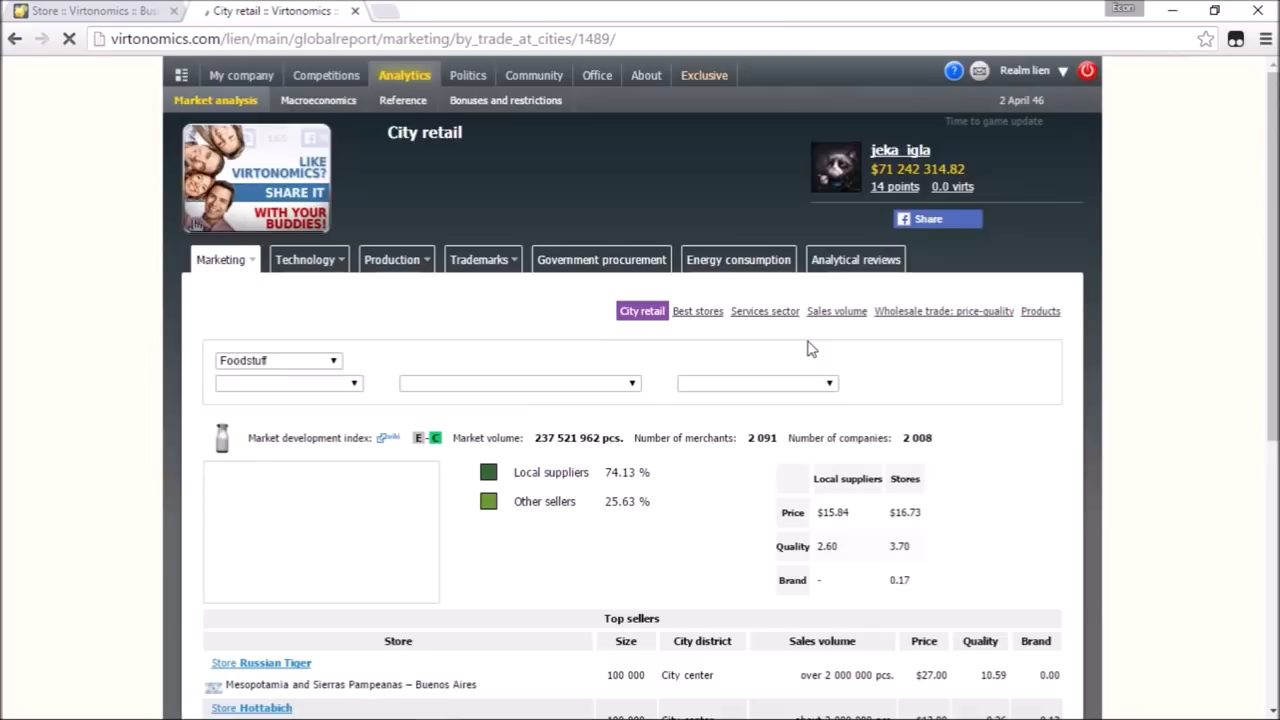 Store :: Virtonomics :: Bus
City retail :: Virtonomics ::
Econ
virtonomics.com/lien/main/globalreport/marketing/by_trade_at_cities/1489/
My company Competitions Analytics Politics Community Office About Exclusive Realm lien
Market analysis Macroeconomics Reference Bonuses and restrictions 2 April 46
Time to game update
City retail
LIKE
VIRTONOMICS?
SHARE IT
WITH YOUR
BUDDIES!
jeka_igla
$71 242 314.82
14 points 0.0 virts
Share
Marketing Technology Production Trademarks Government procurement Energy consumption Analytical reviews
City retail Best stores Services sector Sales volume Wholesale trade: price-quality Products
Foodstuff
Market development index: wiki E-C Market volume: 237 521 962 pcs. Number of merchants: 2 091 Number of companies: 2 008
Local suppliers 74.13 %
Other sellers 25.63 %
Local suppliers Stores
Price $15.84 $16.73
Quality 2.60 3.70
Brand - 0.17
Top sellers
Store Size City district Sales volume Price Quality Brand
Store Russian Tiger
Mesopotamia and Sierras Pampeanas – Buenos Aires
100 000 City center over 2 000 000 pcs. $27.00 10.59 0.00
Store Hottabich